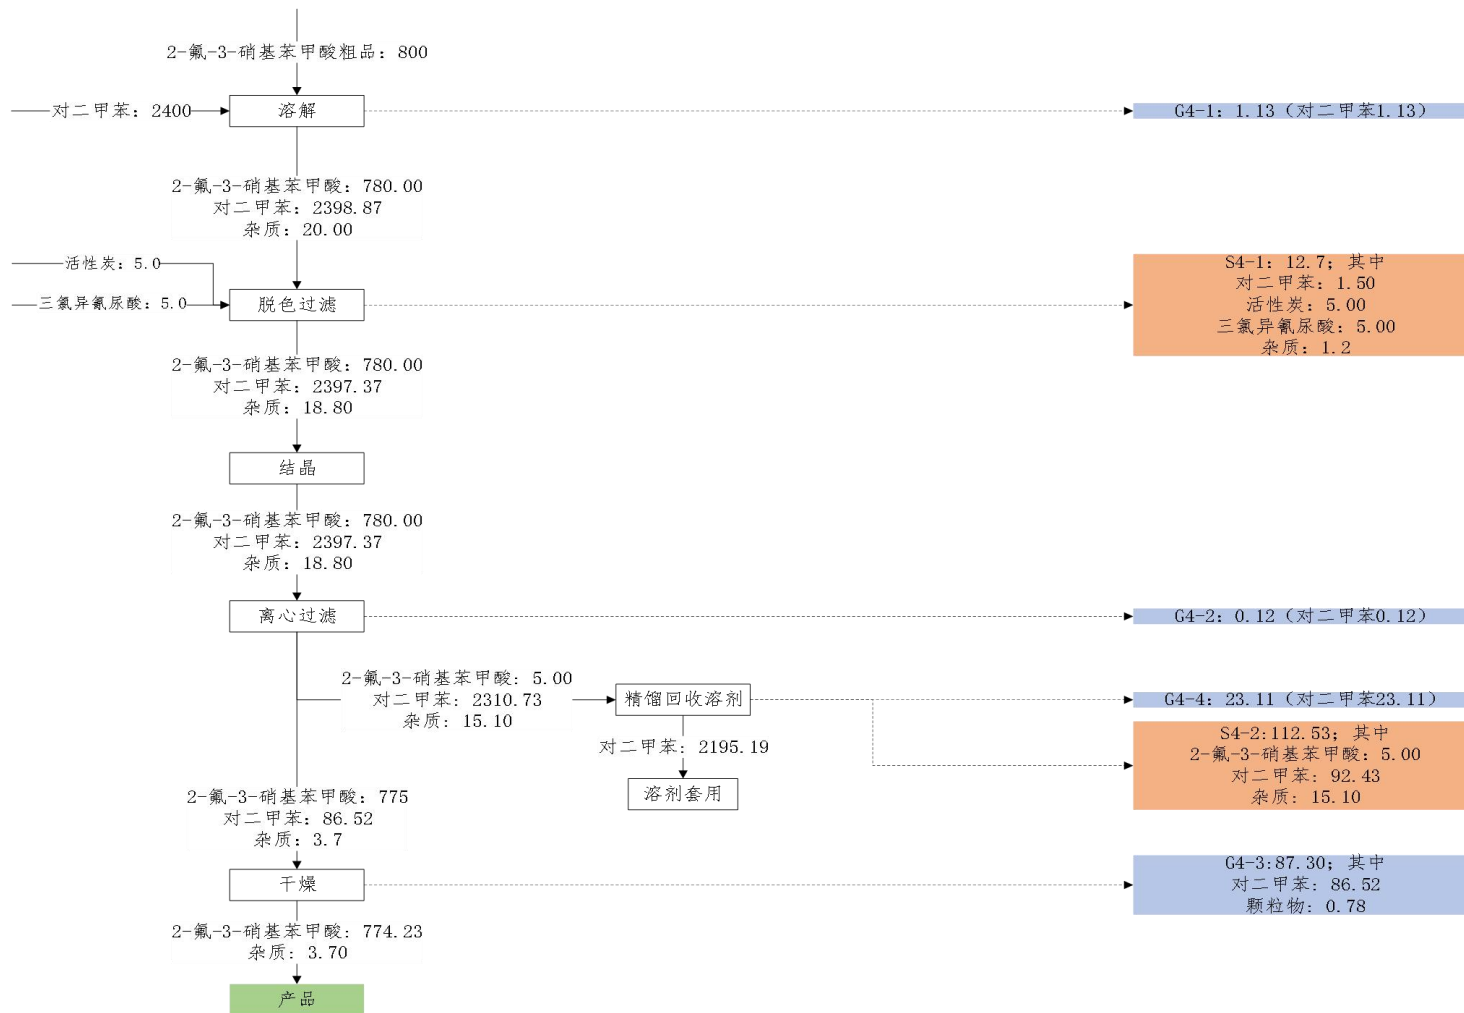 2-氟-3-硝基苯甲酸粗品：800
对二甲苯：2400
溶解
G4-1：1.13（对二甲苯1.13）
2-氟-3-硝基苯甲酸：780.00
对二甲苯：2398.87
杂质：20.00
活性炭：5.0
三氯异氰尿酸：5.0
脱色过滤
S4-1：12.7；其中
对二甲苯：1.50
活性炭：5.00
三氯异氰尿酸：5.00
杂质：1.2
2-氟-3-硝基苯甲酸：780.00
对二甲苯：2397.37
杂质：18.80
结晶
2-氟-3-硝基苯甲酸：780.00
对二甲苯：2397.37
杂质：18.80
离心过滤
G4-2：0.12（对二甲苯0.12）
2-氟-3-硝基苯甲酸：5.00
对二甲苯：2310.73
杂质：15.10
精馏回收溶剂
G4-4：23.11（对二甲苯23.11）
S4-2:112.53；其中
2-氟-3-硝基苯甲酸：5.00
对二甲苯：92.43
杂质：15.10
对二甲苯：2195.19
溶剂套用
2-氟-3-硝基苯甲酸：775
对二甲苯：86.52
杂质：3.7
干燥
G4-3:87.30；其中
对二甲苯：86.52
颗粒物：0.78
2-氟-3-硝基苯甲酸：774.23
杂质：3.70
产品